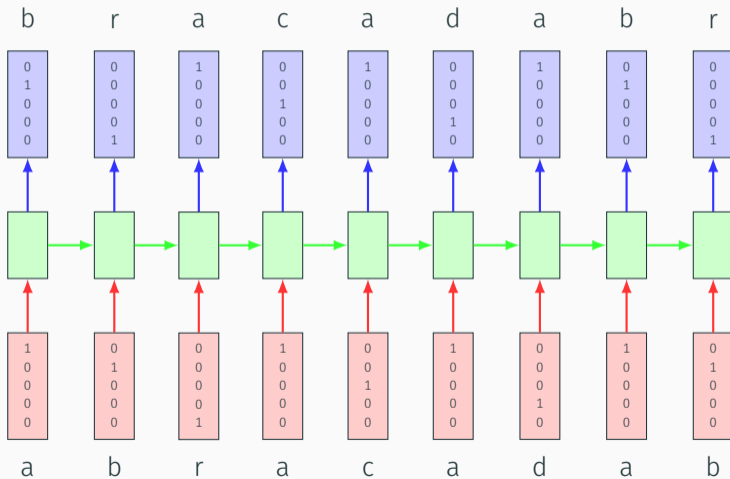 b r a c a d a b r
0 0 1 0 1 0 1 0 0
1 0 0 0 0 0 0 1 0
0 0 0 1 0 0 0 0 0
0 0 0 0 0 1 0 0 0
0 1 0 0 0 0 0 0 1
1 0 0 1 0 1 0 1 0
0 1 0 0 0 0 0 0 1
0 0 0 0 1 0 0 0 0
0 0 0 0 0 0 1 0 0
0 0 1 0 0 0 0 0 0
a b r a c a d a b